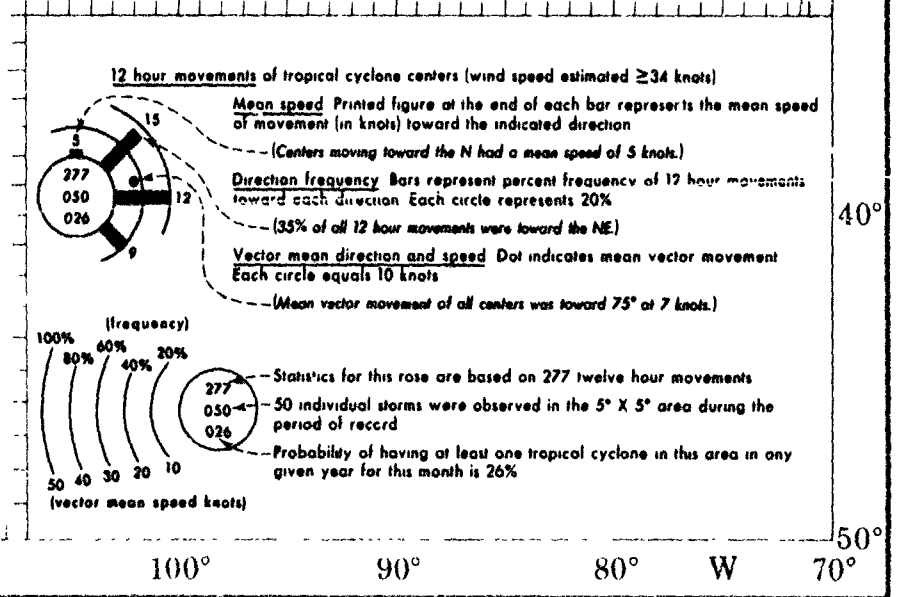 12 hour movements of tropical cyclone centers (wind speed estimated ≧34 knots)
Mean speed Printed figure at the end of each bar represents the mean speed
of movement (in knots) toward the indicated direction
(Centers moving toward the N had a mean speed of 5 knots.)
Direction frequency Bars represent percent frequency of 12 hour movements
toward each direction Each circle represents 20%
(35% of all 12 hour movements were toward the NE.)
Vector mean direction and speed Dot indicates mean vector movement
Each circle equals 10 knots
(Mean vector movement of all centers was toward 75° at 7 knots.)
15
5
277
050
026
12
9
(frequency)
100%
80%
60%
40%
20%
50
40
30
20
10
(vector mean speed knots)
277
050
026
Statistics for this rose are based on 277 twelve hour movements
50 individual storms were observed in the 5° X 5° area during the
period of record
Probability of having at least one tropical cyclone in this area in any
given year for this month is 26%
40°
50°
100°
90°
80°
W
70°